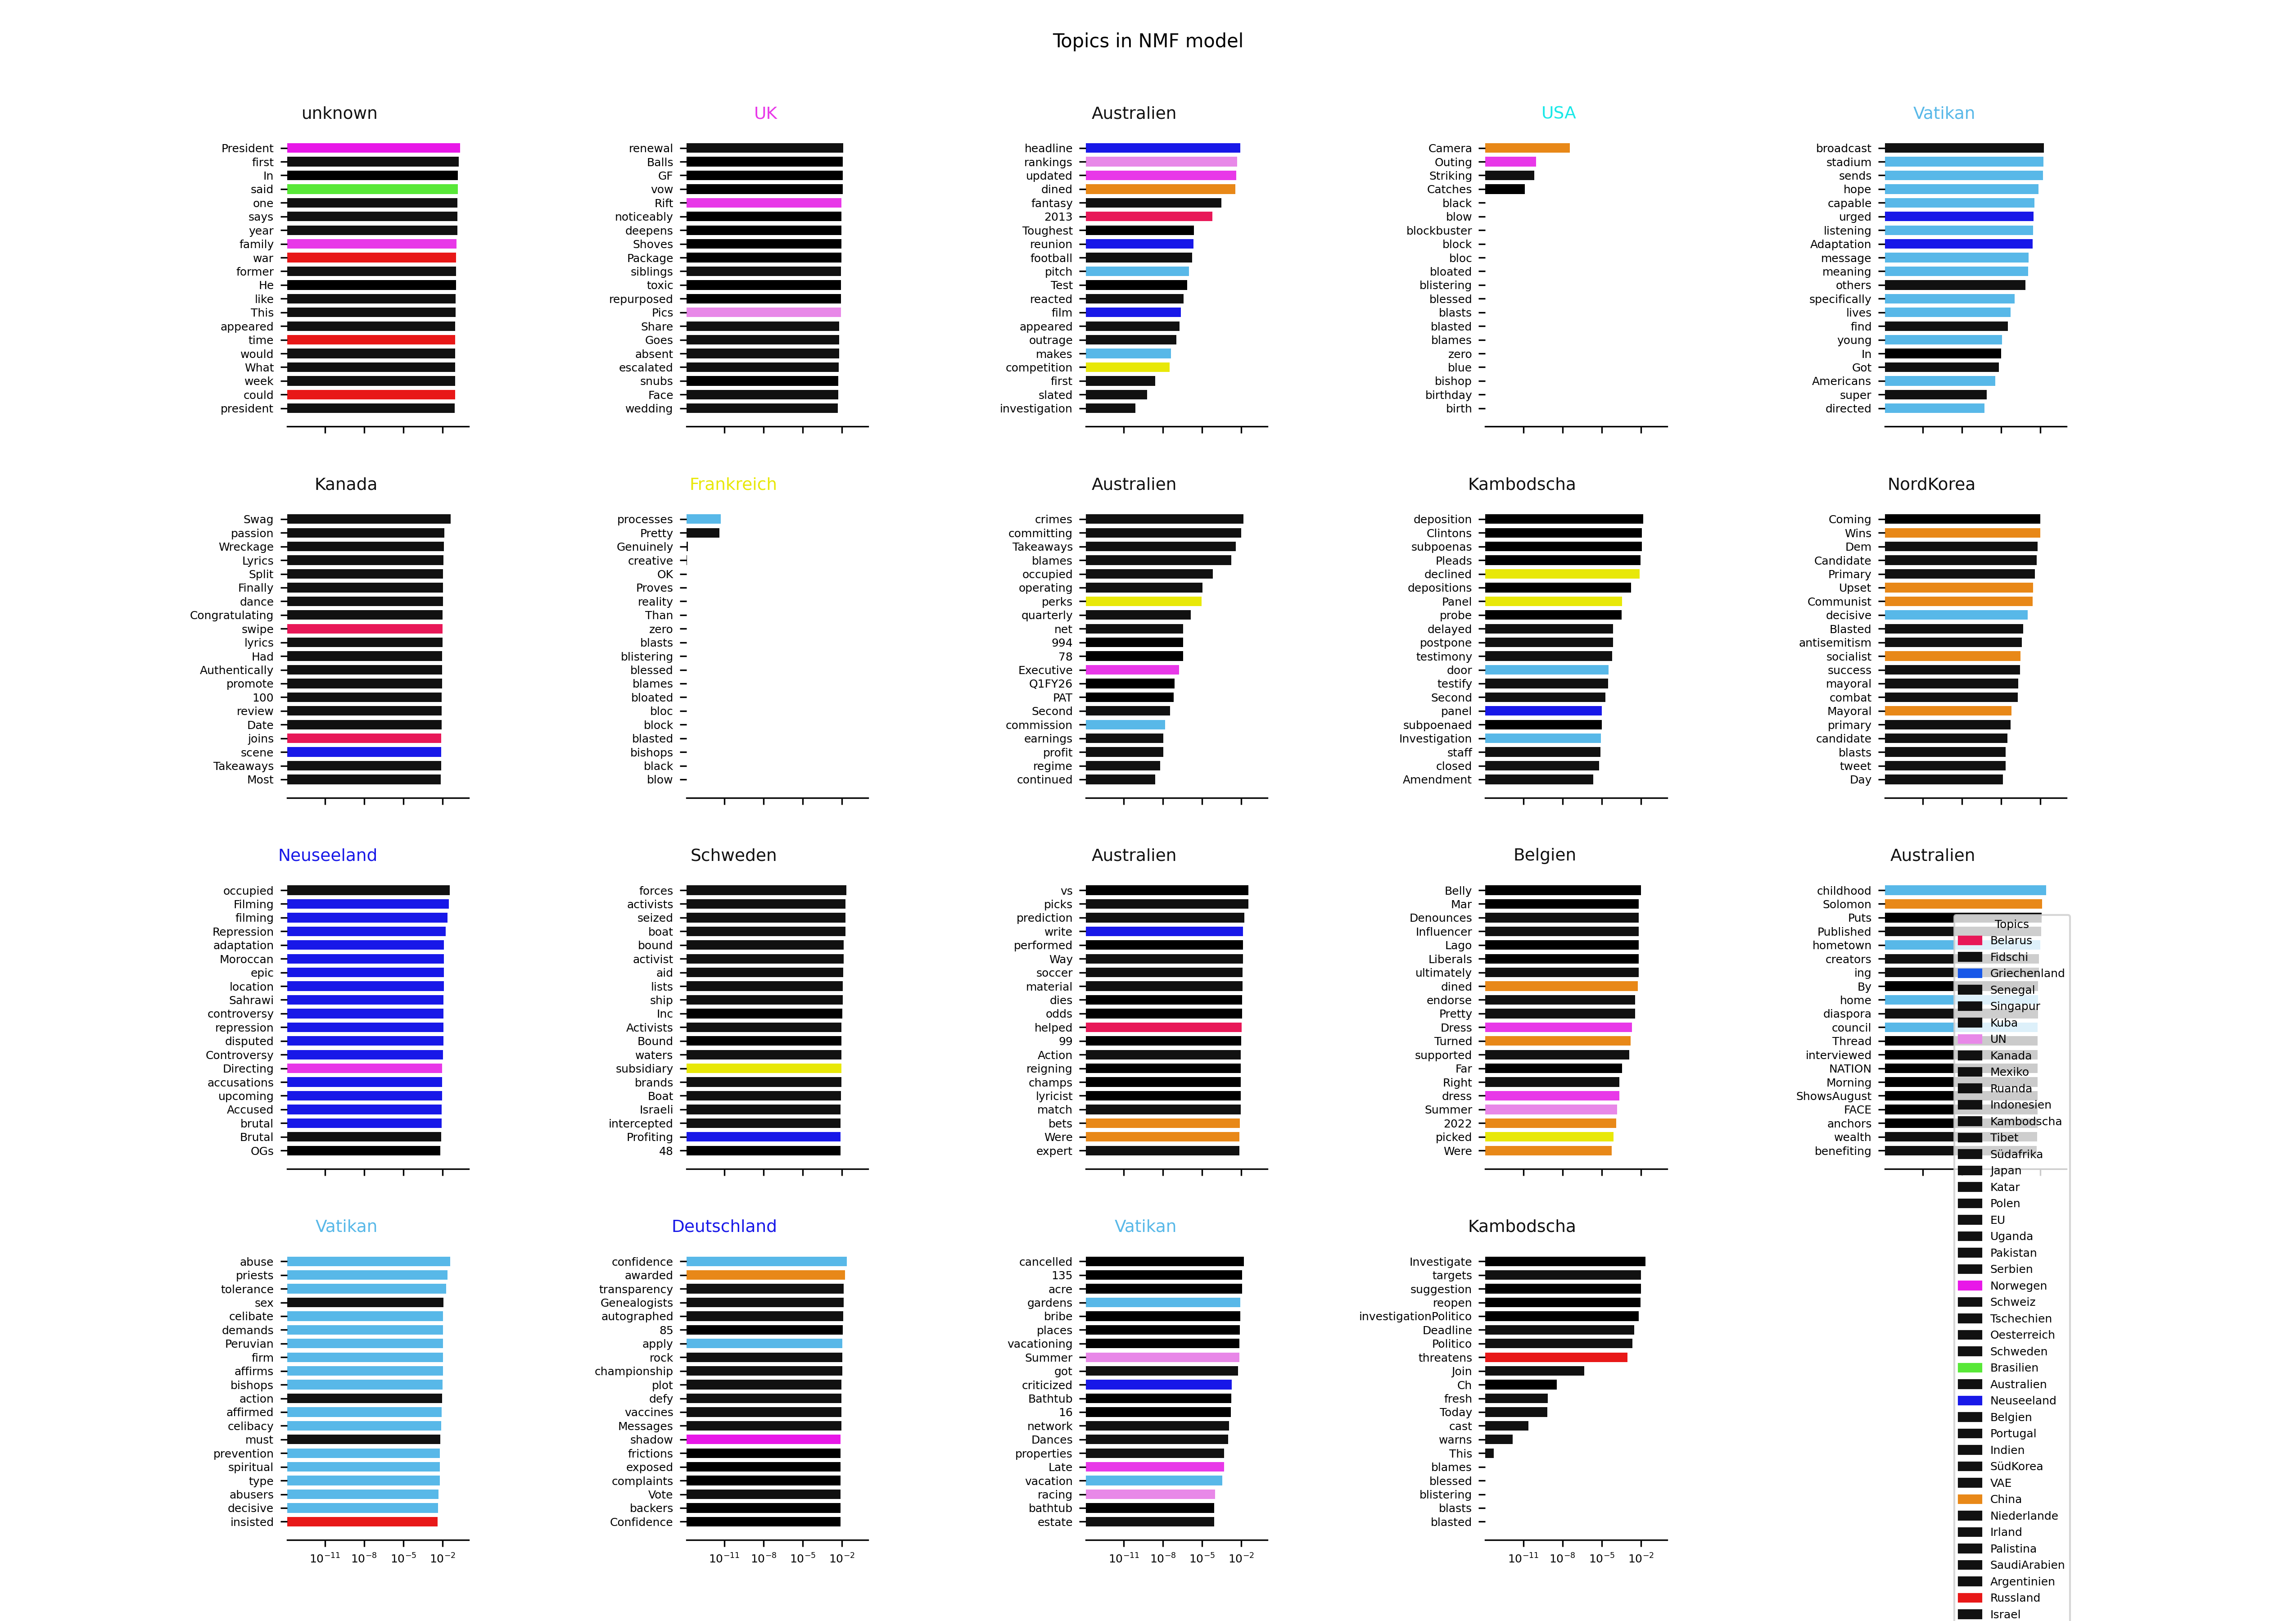 Topics in NMF model
unknown
President
first
In
said
one
says
year
family
war
former
He
like
This
appeared
time
would
What
week
could
president
UK
renewal
Balls
GF
vow
Rift
noticeably
deepens
Shoves
Package
siblings
toxic
repurposed
Pics
Share
Goes
absent
escalated
snubs
Face
wedding
Australien
headline
rankings
updated
dined
fantasy
2013
Toughest
reunion
football
pitch
Test
reacted
film
appeared
outrage
makes
competition
first
slated
investigation
USA
Camera
Outing
Striking
Catches
black
blow
blockbuster
block
bloc
bloated
blistering
blessed
blasts
blasted
blames
zero
blue
bishop
birthday
birth
Vatikan
broadcast
stadium
sends
hope
capable
urged
listening
Adaptation
message
meaning
others
specifically
lives
find
young
In
Got
Americans
super
directed
Kanada
Swag
passion
Wreckage
Lyrics
Split
Finally
dance
Congratulating
swipe
lyrics
Had
Authentically
promote
100
review
Date
joins
scene
Takeaways
Most
Frankreich
processes
Pretty
Genuinely
creative
OK
Proves
reality
Than
zero
blasts
blistering
blessed
blames
bloated
bloc
block
blasted
bishops
black
blow
Australien
crimes
committing
Takeaways
blames
occupied
operating
perks
quarterly
net
994
78
Executive
Q1FY26
PAT
Second
commission
earnings
profit
regime
continued
Kambodscha
deposition
Clintons
subpoenas
Pleads
declined
depositions
Panel
probe
delayed
postpone
testimony
door
testify
Second
panel
subpoenaed
Investigation
staff
closed
Amendment
NordKorea
Coming
Wins
Dem
Candidate
Primary
Upset
Communist
decisive
Blasted
antisemitism
socialist
success
mayoral
combat
Mayoral
primary
candidate
blasts
tweet
Day
Neuseeland
occupied
Filming
filming
Repression
adaptation
Moroccan
epic
location
Sahrawi
controversy
repression
disputed
Controversy
Directing
accusations
upcoming
Accused
brutal
Brutal
OGs
Schweden
forces
activists
seized
boat
bound
activist
aid
lists
ship
Inc
Activists
Bound
waters
subsidiary
brands
Boat
Israeli
intercepted
Profiting
48
Australien
vs
picks
prediction
write
performed
Way
soccer
material
dies
odds
helped
99
Action
reigning
champs
lyricist
match
bets
Were
expert
Belgien
Belly
Mar
Denounces
Influencer
Lago
Liberals
ultimately
dined
endorse
Pretty
Dress
Turned
supported
Far
Right
dress
Summer
2022
picked
Were
Australien
childhood
Solomon
Puts
Published
hometown
creators
ing
By
home
diaspora
council
Thread
interviewed
NATION
Morning
ShowsAugust
FACE
anchors
wealth
benefiting
Vatikan
abuse
priests
tolerance
sex
celibate
demands
Peruvian
firm
affirms
bishops
action
affirmed
celibacy
must
prevention
spiritual
type
abusers
decisive
insisted
10⁻¹¹ 10⁻⁸ 10⁻⁵ 10⁻²
Deutschland
confidence
awarded
transparency
Genealogists
autographed
85
apply
rock
championship
plot
defy
vaccines
Messages
shadow
frictions
exposed
complaints
Vote
backers
Confidence
10⁻¹¹ 10⁻⁸ 10⁻⁵ 10⁻²
Vatikan
cancelled
135
acre
gardens
bribe
places
vacationing
Summer
got
criticized
Bathtub
16
network
Dances
properties
Late
vacation
racing
bathtub
estate
10⁻¹¹ 10⁻⁸ 10⁻⁵ 10⁻²
Kambodscha
Investigate
targets
suggestion
reopen
investigationPolitico
Deadline
Politico
threatens
Join
Ch
fresh
Today
cast
warns
This
blames
blessed
blistering
blasts
blasted
10⁻¹¹ 10⁻⁸ 10⁻⁵ 10⁻²
Topics
Belarus
Fidschi
Griechenland
Senegal
Singapur
Kuba
UN
Kanada
Mexiko
Ruanda
Indonesien
Kambodscha
Tibet
Südafrika
Japan
Katar
Polen
EU
Uganda
Pakistan
Serbien
Norwegen
Schweiz
Tschechien
Oesterreich
Schweden
Brasilien
Australien
Neuseeland
Belgien
Portugal
Indien
SüdKorea
VAE
China
Niederlande
Irland
Palistina
SaudiArabien
Argentinien
Russland
Israel